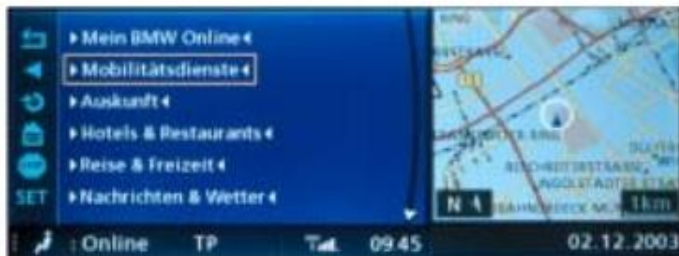 Mein BMW Online
Mobilitätsdienste
Auskunft
Hotels & Restaurants
Reise & Freizeit
Nachrichten & Wetter
SET
N
1km
: Online TP 09 45 02.12.2003